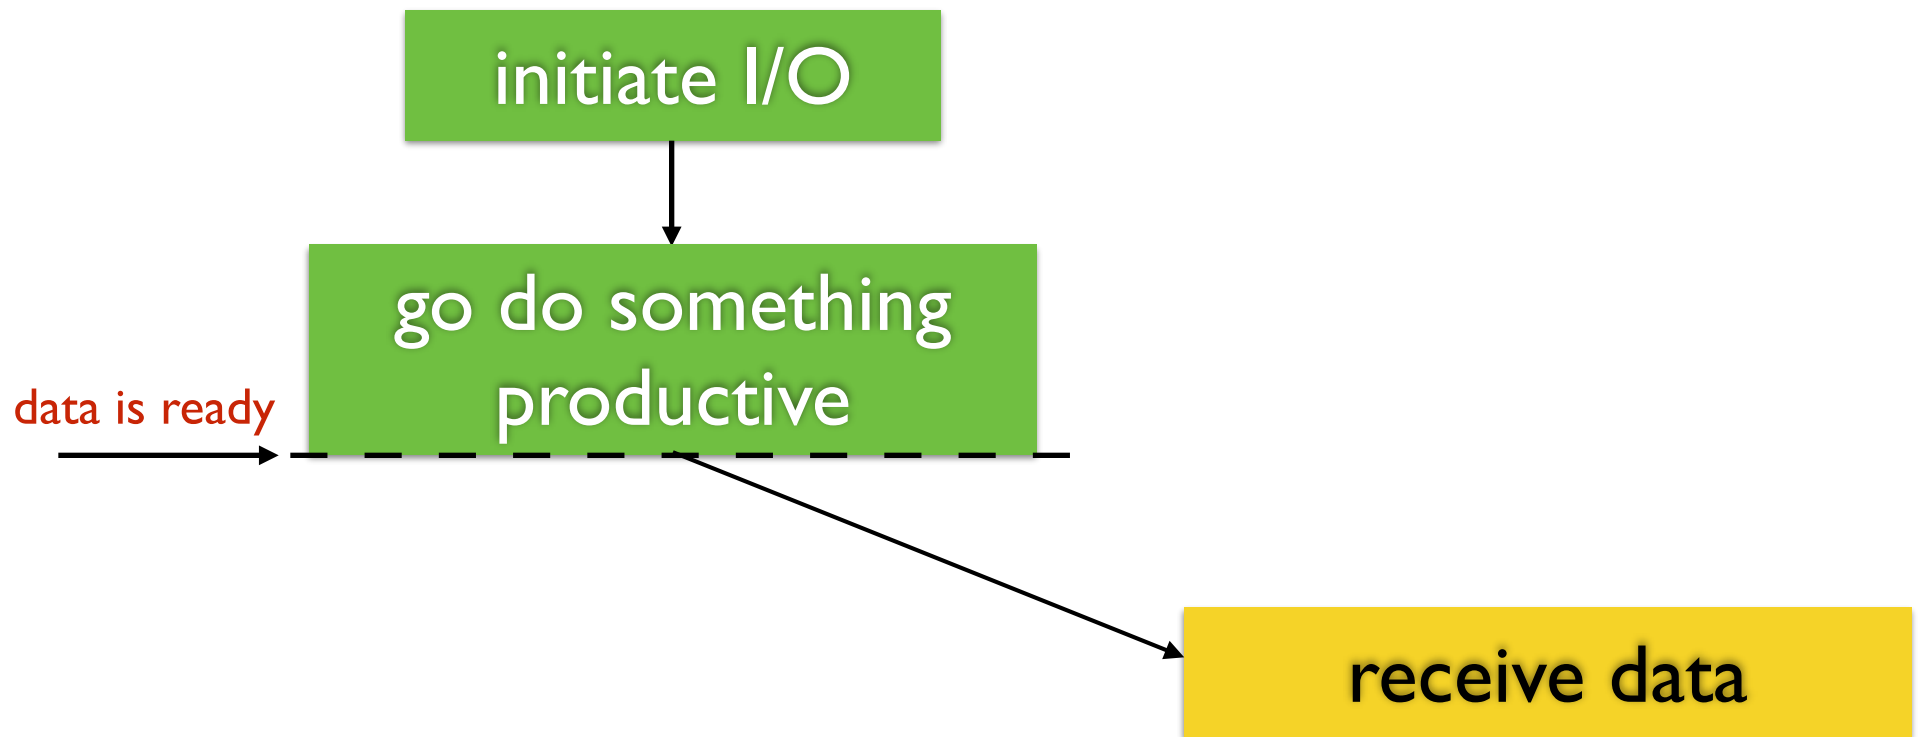 initiate I/O
go do something
productive
data is ready
receive data